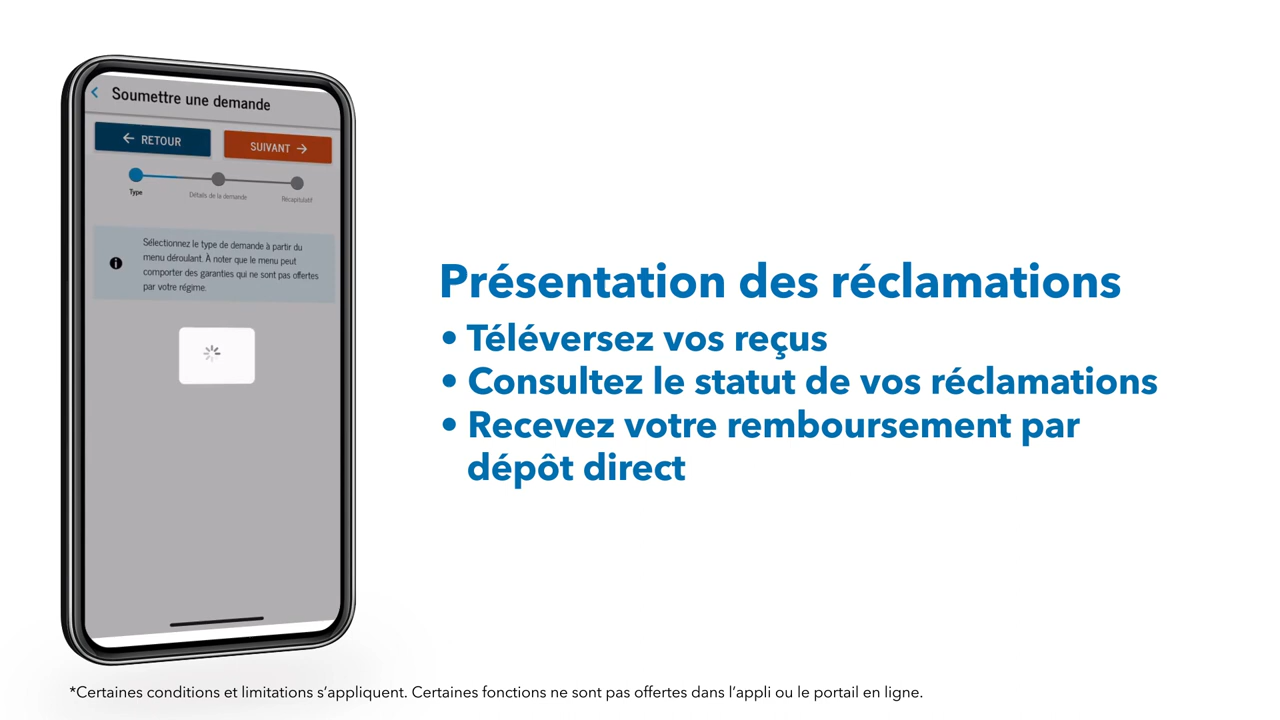 Soumettre une demande
RETOUR
SUIVANT
Type
Détails de la demande
Récapitulatif
Sélectionnez le type de demande à partir du
menu déroulant. À noter que le menu peut
comporter des garanties qui ne sont pas offertes
par votre régime.
Présentation des réclamations
• Téléversez vos reçus
• Consultez le statut de vos réclamations
• Recevez votre remboursement par
dépôt direct
*Certaines conditions et limitations s’appliquent. Certaines fonctions ne sont pas offertes dans l’appli ou le portail en ligne.